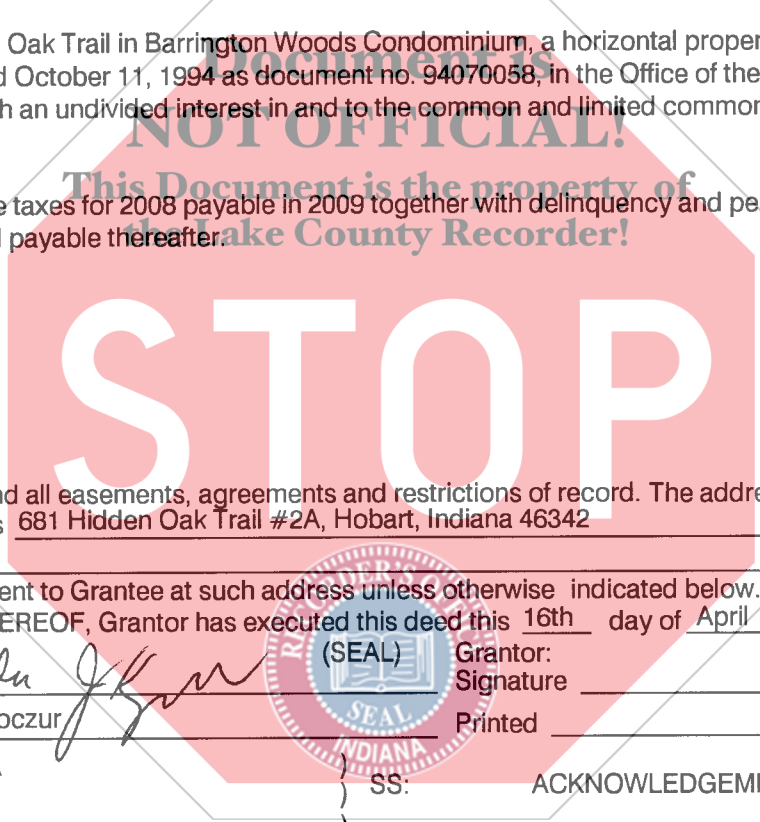 Oak Trail in Barrington Woods Condominium, a horizontal proper
d October 11, 1994 as document no. 94070058, in the Office of the
h an undivided interest in and to the common and limited common
Document is
NOT OFFICIAL!
This Document is the property of
the Lake County Recorder!
e taxes for 2008 payable in 2009 together with delinquency and pe
payable thereafter.
STOP
nd all easements, agreements and restrictions of record. The addre
s 681 Hidden Oak Trail #2A, Hobart, Indiana 46342
ent to Grantee at such address unless otherwise indicated below.
EREOF, Grantor has executed this deed this 16th day of April
(SEAL) Grantor:
Signature
oczur Printed
RECORDER'S OFFICE
SEAL
INDIANA
SS: ACKNOWLEDGEM